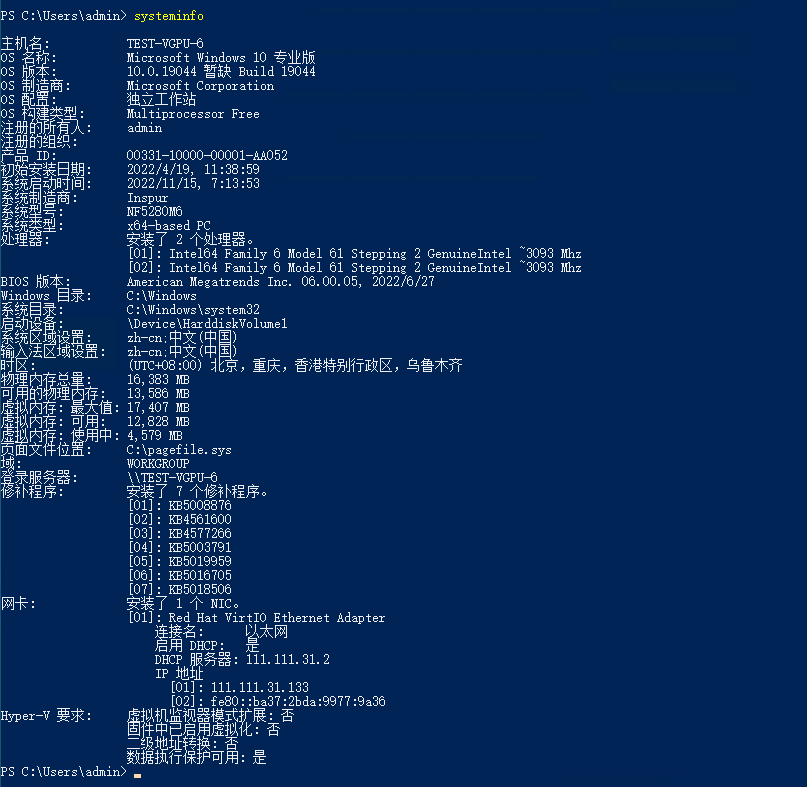 PS C:\Users\admin> systeminfo
主机名: TEST-VGPU-6
OS 名称: Microsoft Windows 10 专业版
OS 版本: 10.0.19044 暂缺 Build 19044
OS 制造商: Microsoft Corporation
OS 配置: 独立工作站
OS 构建类型: Multiprocessor Free
注册的所有人: admin
注册的组织:
产品 ID: 00331-10000-00001-AA052
初始安装日期: 2022/4/19, 11:38:59
系统启动时间: 2022/11/15, 7:13:53
系统制造商: Inspur
系统型号: NF5280M6
系统类型: x64-based PC
处理器: 安装了 2 个处理器。
[01]: Intel64 Family 6 Model 61 Stepping 2 GenuineIntel ~3093 Mhz
[02]: Intel64 Family 6 Model 61 Stepping 2 GenuineIntel ~3093 Mhz
BIOS 版本: American Megatrends Inc. 06.00.05, 2022/6/27
Windows 目录: C:\Windows
系统目录: C:\Windows\system32
启动设备: \Device\HarddiskVolume1
系统区域设置: zh-cn;中文(中国)
输入法区域设置: zh-cn;中文(中国)
时区: (UTC+08:00) 北京，重庆，香港特别行政区，乌鲁木齐
物理内存总量: 16,383 MB
可用的物理内存: 13,586 MB
虚拟内存: 最大值: 17,407 MB
虚拟内存: 可用: 12,828 MB
虚拟内存: 使用中: 4,579 MB
页面文件位置: C:\pagefile.sys
域: WORKGROUP
登录服务器: \\TEST-VGPU-6
修补程序: 安装了 7 个修补程序。
[01]: KB5008876
[02]: KB4561600
[03]: KB4577266
[04]: KB5003791
[05]: KB5019959
[06]: KB5016705
[07]: KB5018506
网卡: 安装了 1 个 NIC。
[01]: Red Hat VirtIO Ethernet Adapter
连接名: 以太网
启用 DHCP: 是
DHCP 服务器: 111.111.31.2
IP 地址
[01]: 111.111.31.133
[02]: fe80::ba37:2bda:9977:9a36
Hyper-V 要求: 虚拟机监视器模式扩展: 否
固件中已启用虚拟化: 否
二级地址转换: 否
数据执行保护可用: 是
PS C:\Users\admin>